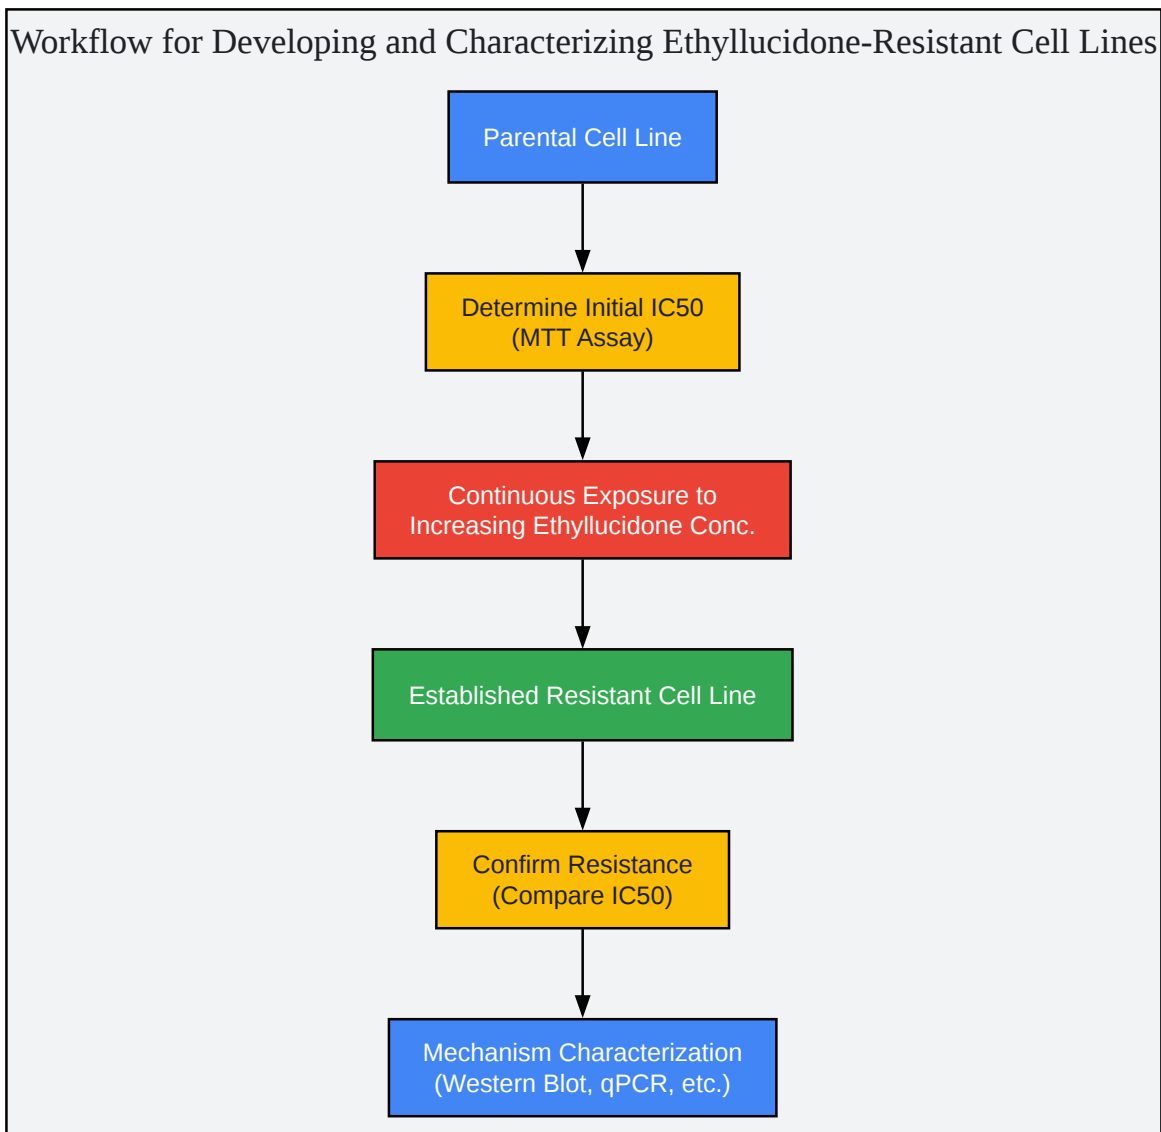 Workflow for Developing and Characterizing Ethyllucidone-Resistant Cell Lines
Parental Cell Line
Determine Initial IC50
(MTT Assay)
Continuous Exposure to
Increasing Ethyllucidone Conc.
Established Resistant Cell Line
Confirm Resistance
(Compare IC50)
Mechanism Characterization
(Western Blot, qPCR, etc.)